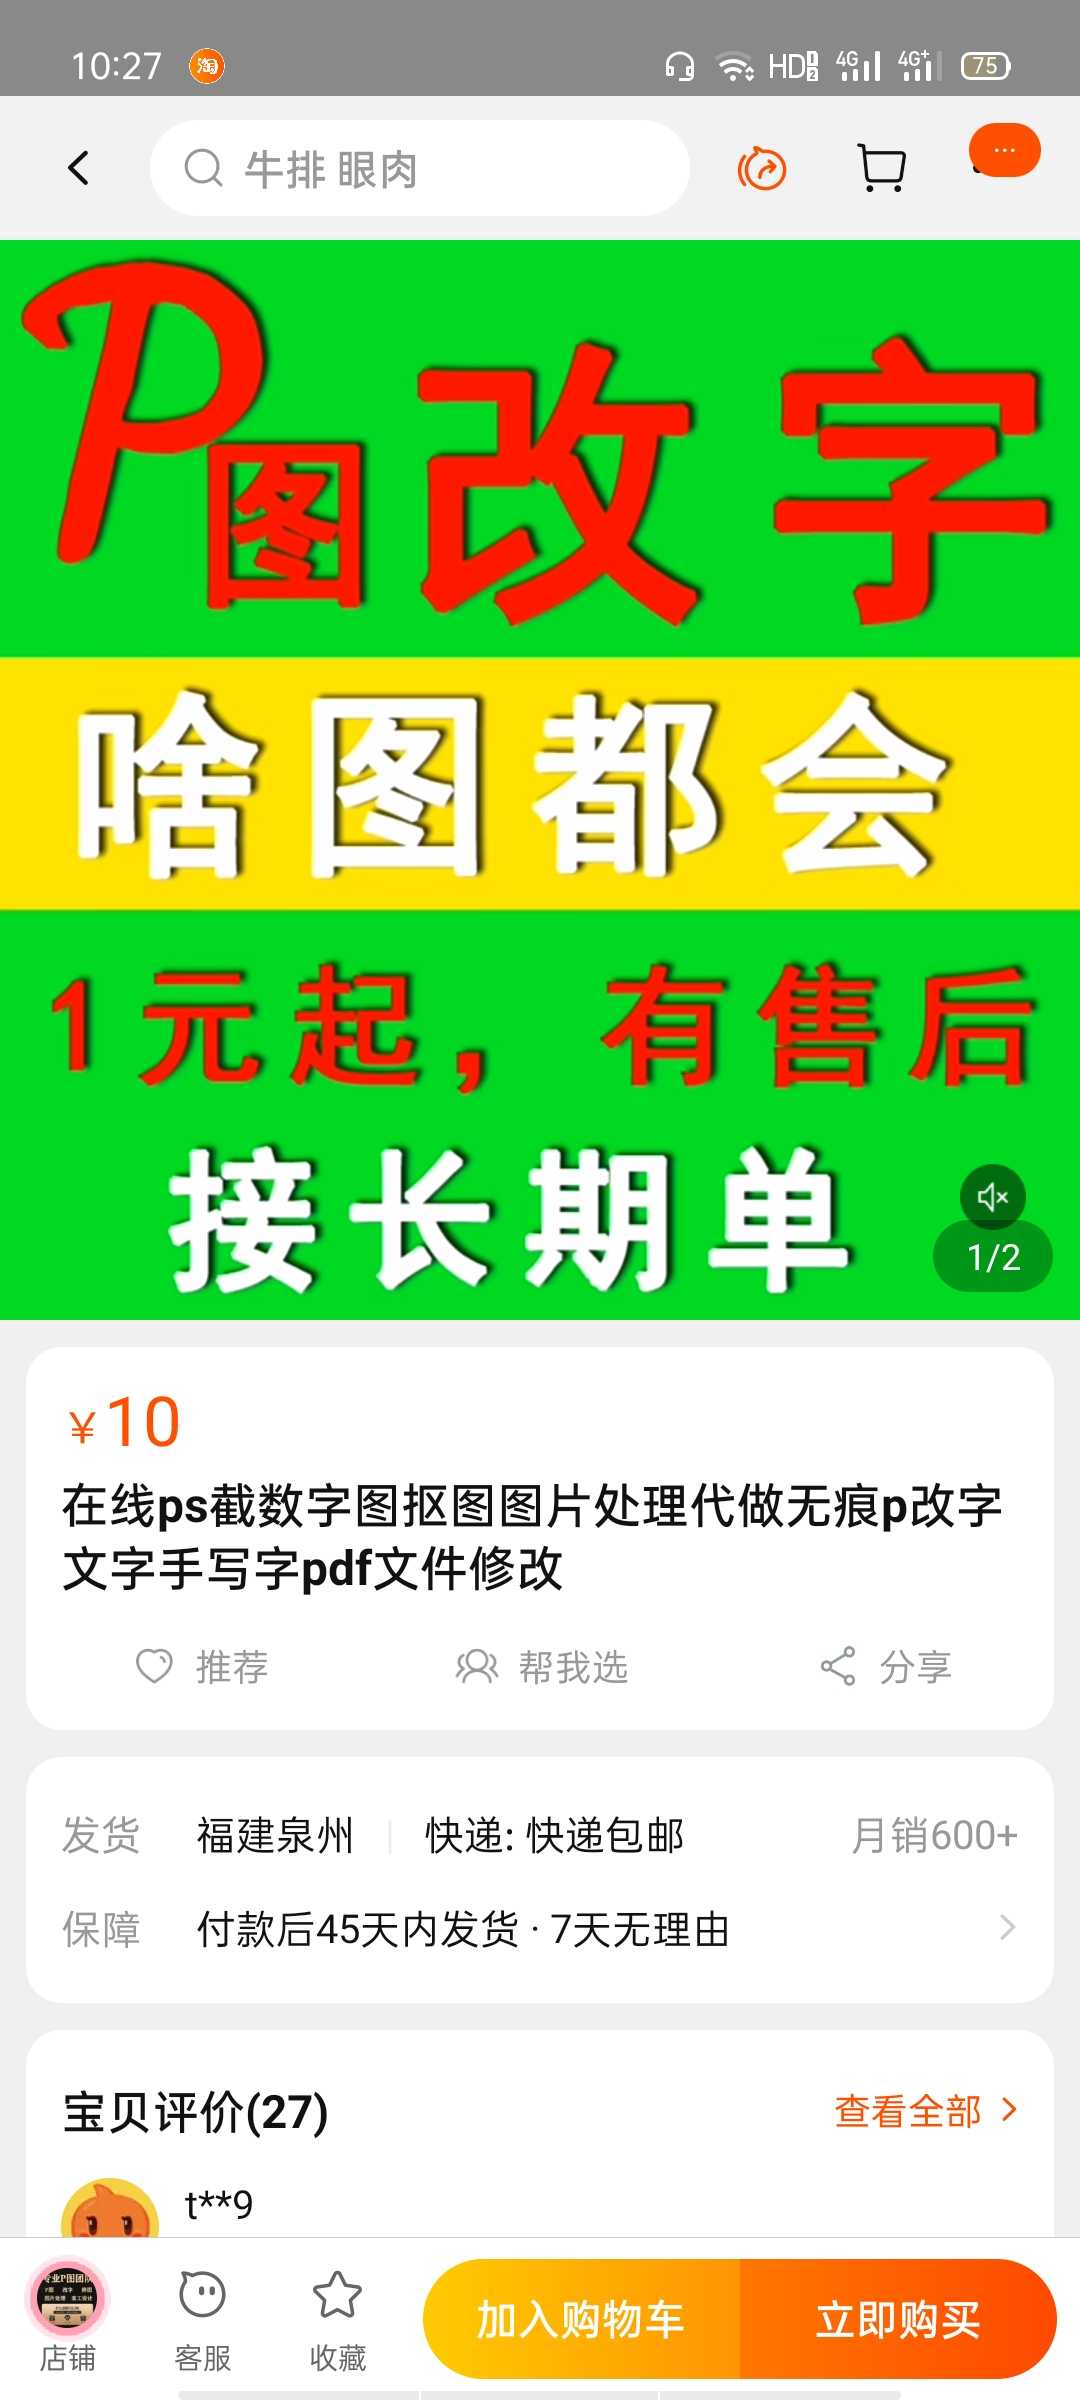 10:27
淘
HD 1 2
4G
4G+
75
牛排 眼肉
P图改字
啥图都会
1元起，有售后
接长期单
1/2
¥10
在线ps截数字图抠图图片处理代做无痕p改字
文字手写字pdf文件修改
推荐
帮我选
分享
发货
福建泉州
快递: 快递包邮
月销600+
保障
付款后45天内发货 · 7天无理由
宝贝评价(27)
查看全部
t**9
店铺
客服
收藏
加入购物车
立即购买